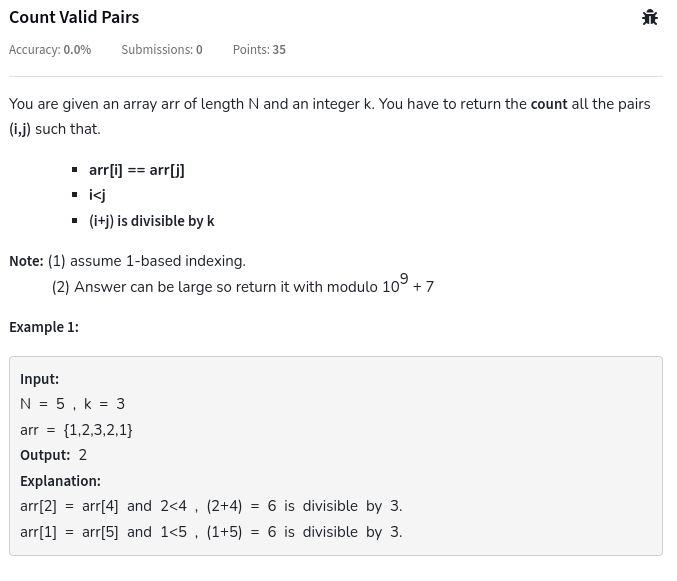 Count Valid Pairs
Accuracy: 0.0% Submissions: 0 Points: 35
You are given an array arr of length N and an integer k. You have to return the count all the pairs
(i,j) such that.
▪ arr[i] == arr[j]
▪ i<j
▪ (i+j) is divisible by k
Note: (1) assume 1-based indexing.
(2) Answer can be large so return it with modulo 10⁹ + 7
Example 1:
Input:
N = 5 , k = 3
arr = {1,2,3,2,1}
Output: 2
Explanation:
arr[2] = arr[4] and 2<4 , (2+4) = 6 is divisible by 3.
arr[1] = arr[5] and 1<5 , (1+5) = 6 is divisible by 3.